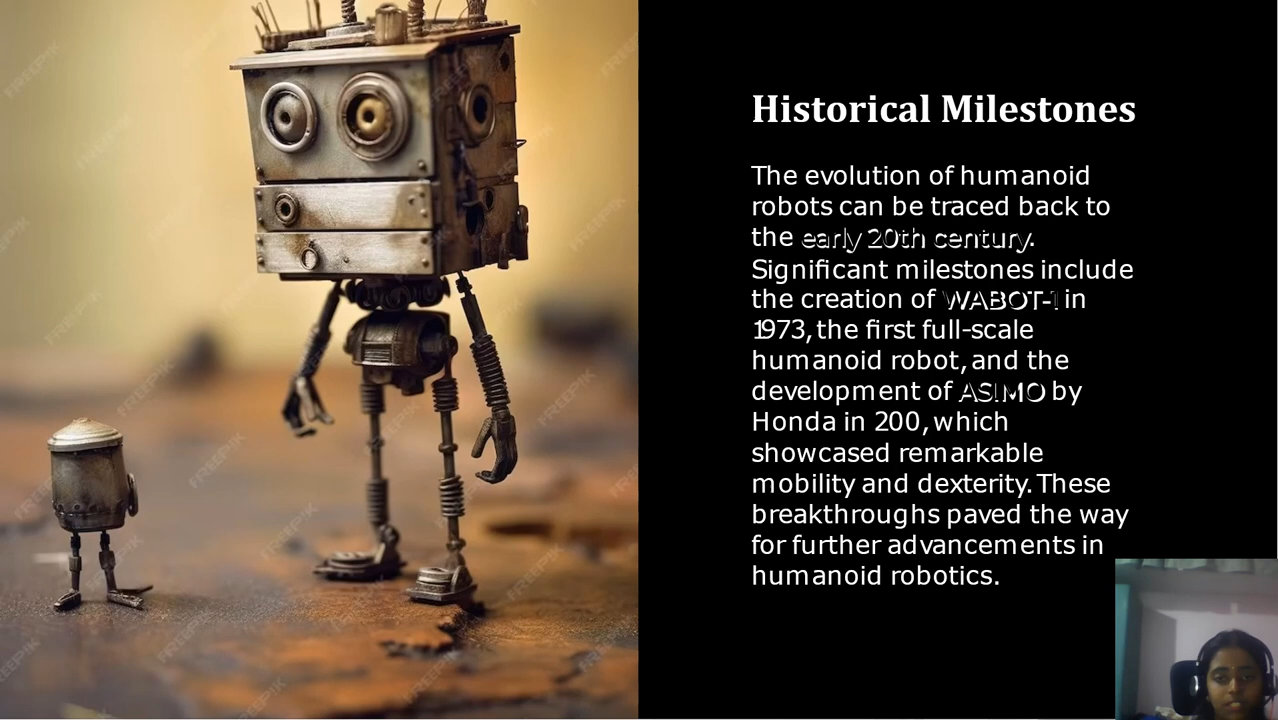 Historical Milestones
The evolution of humanoid
robots can be traced back to
the early 20th century.
Significant milestones include
the creation of WABOT-1 in
1973, the first full-scale
humanoid robot, and the
development of ASIMO by
Honda in 200, which
showcased remarkable
mobility and dexterity. These
breakthroughs paved the way
for further advancements in
humanoid robotics.